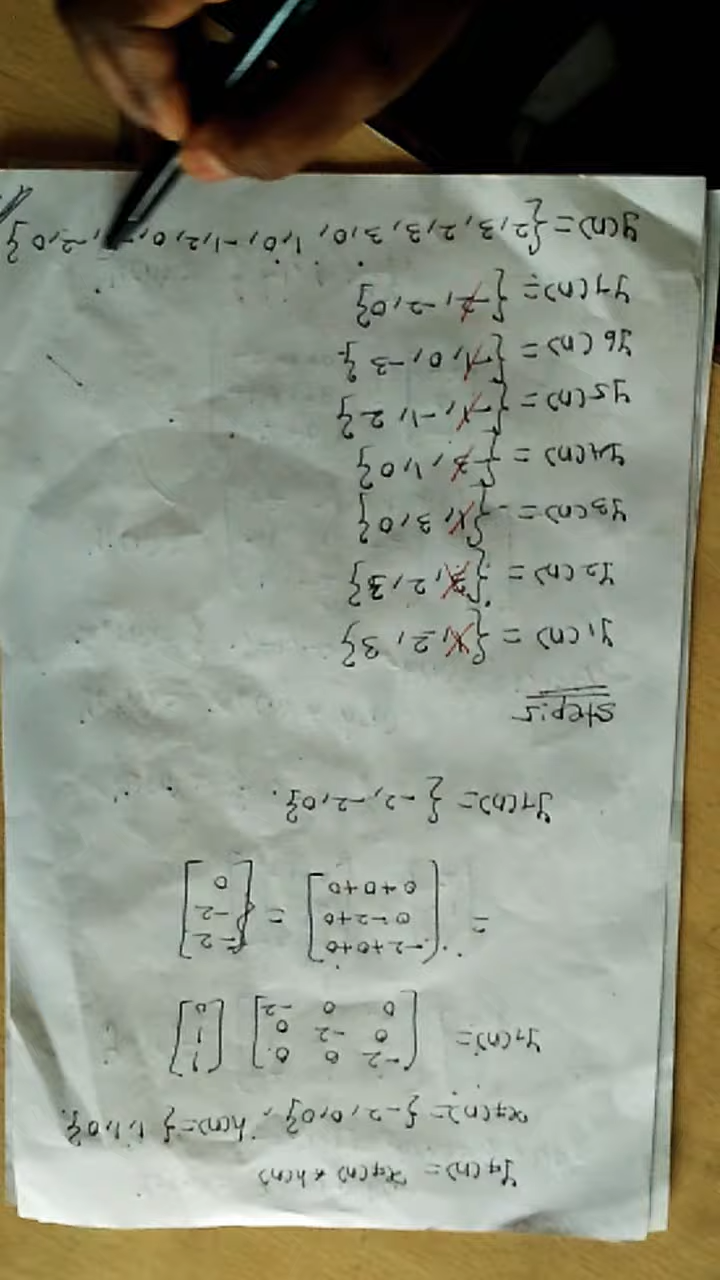 y7(n) = x7(n) * h(n)
x7(n) = {-2, 0, 0}, h(n) = {1, 1, 0}
-2 0 0 1
y7(n) = 0 -2 0 1
0 0 -2 0
-2+0+0 -2
= 0-2+0 = -2
0+0+0 0
y7(n) = {-2, -2, 0}.
Step:5
y1(n) = {1, 2, 3}
y2(n) = {3, 2, 3}
y3(n) = {1, 3, 0}
y4(n) = {3, 1, 0}
y5(n) = {-1, -1, 2}
y6(n) = {-1, 0, -3}
y7(n) = {-2, -2, 0}
y(n) = {2, 3, 2, 3, 3, 0, 1, 0, -1, 2, 0, -2, 0}